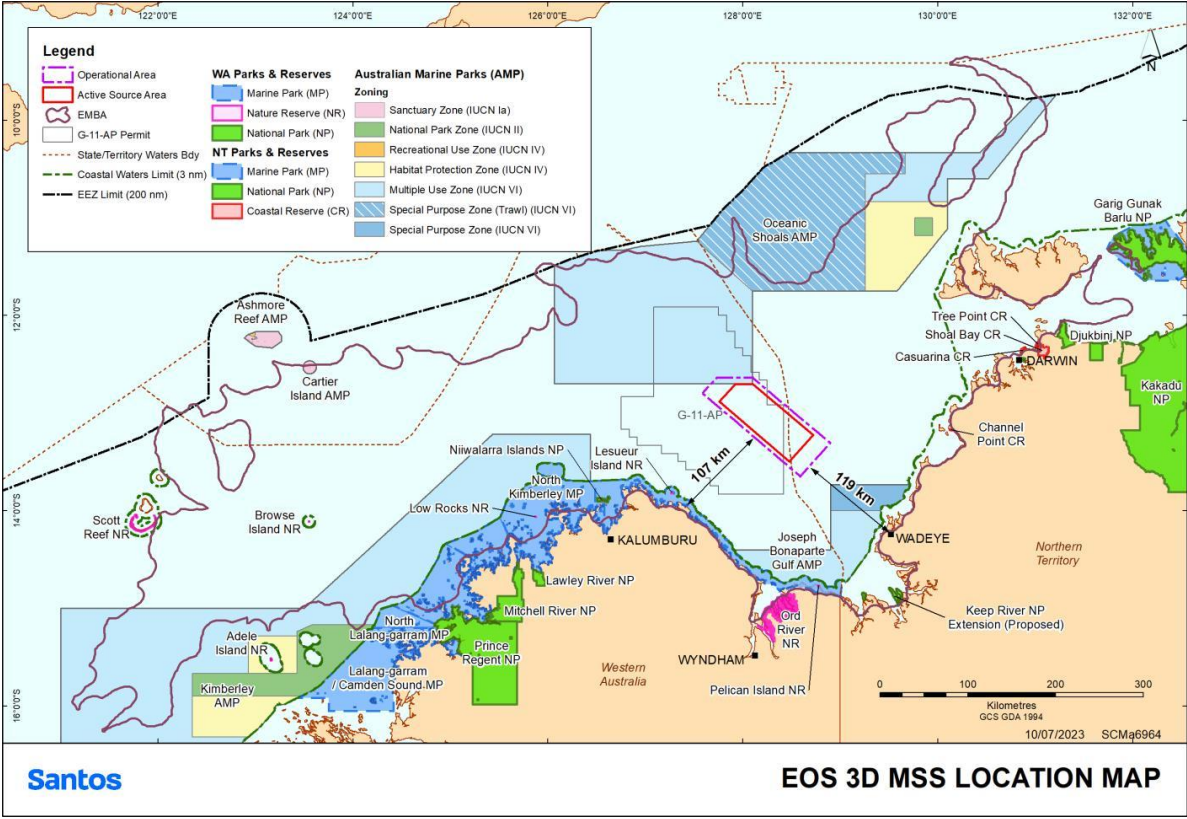 122°0'0"E
124°0'0"E
126°0'0"E
128°0'0"E
130°0'0"E
132°0'0"E
Legend
Operational Area
Active Source Area
EMBA
G-11-AP Permit
State/Territory Waters Bdy
Coastal Waters Limit (3 nm)
EEZ Limit (200 nm)
WA Parks & Reserves
Marine Park (MP)
Nature Reserve (NR)
National Park (NP)
NT Parks & Reserves
Marine Park (MP)
National Park (NP)
Coastal Reserve (CR)
Australian Marine Parks (AMP)
Zoning
Sanctuary Zone (IUCN Ia)
National Park Zone (IUCN II)
Recreational Use Zone (IUCN IV)
Habitat Protection Zone (IUCN IV)
Multiple Use Zone (IUCN VI)
Special Purpose Zone (Trawl) (IUCN VI)
Special Purpose Zone (IUCN VI)
N
10°0'0"S
12°0'0"S
14°0'0"S
16°0'0"S
Oceanic
Shoals AMP
Garig Gunak
Barlu NP
Ashmore
Reef AMP
Cartier
Island AMP
Tree Point CR
Shoal Bay CR
Casuarina CR
Djukbinj NP
DARWIN
Kakadu
NP
Channel
Point CR
G-11-AP
Niiwalarra Islands NP
Lesueur
Island NR
107 km
119 km
North
Kimberley MP
Low Rocks NR
Scott
Reef NR
Browse
Island NR
KALUMBURU
Joseph
Bonaparte
Gulf AMP
WADEYE
Northern
Territory
Lawley River NP
Mitchell River NP
Keep River NP
Extension (Proposed)
Adele
Island NR
North
Lalang-garram MP
Prince
Regent NP
Ord
River
NR
WYNDHAM
Kimberley
AMP
Lalang-garram
/ Camden Sound MP
Western
Australia
Pelican Island NR
0 100 200 300
Kilometres
GCS GDA 1994
10/07/2023 SCMa6964
Santos
EOS 3D MSS LOCATION MAP